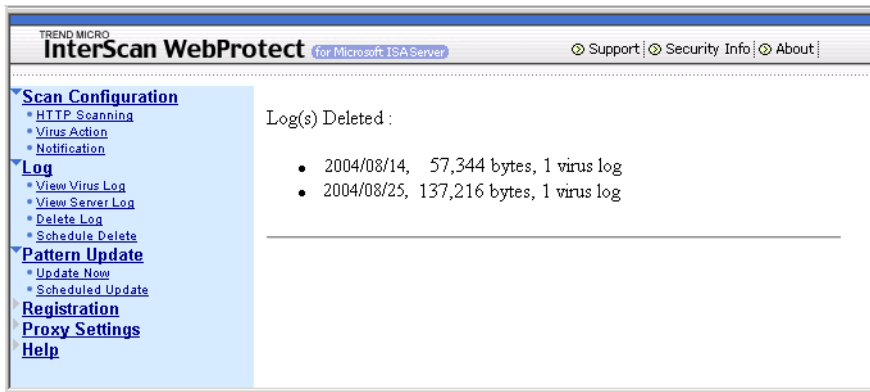 TREND MICRO
InterScan WebProtect (for Microsoft ISA Server)
Support
Security Info
About
Scan Configuration
HTTP Scanning
Virus Action
Notification
Log
View Virus Log
View Server Log
Delete Log
Schedule Delete
Pattern Update
Update Now
Scheduled Update
Registration
Proxy Settings
Help
Log(s) Deleted :
2004/08/14, 57,344 bytes, 1 virus log
2004/08/25, 137,216 bytes, 1 virus log